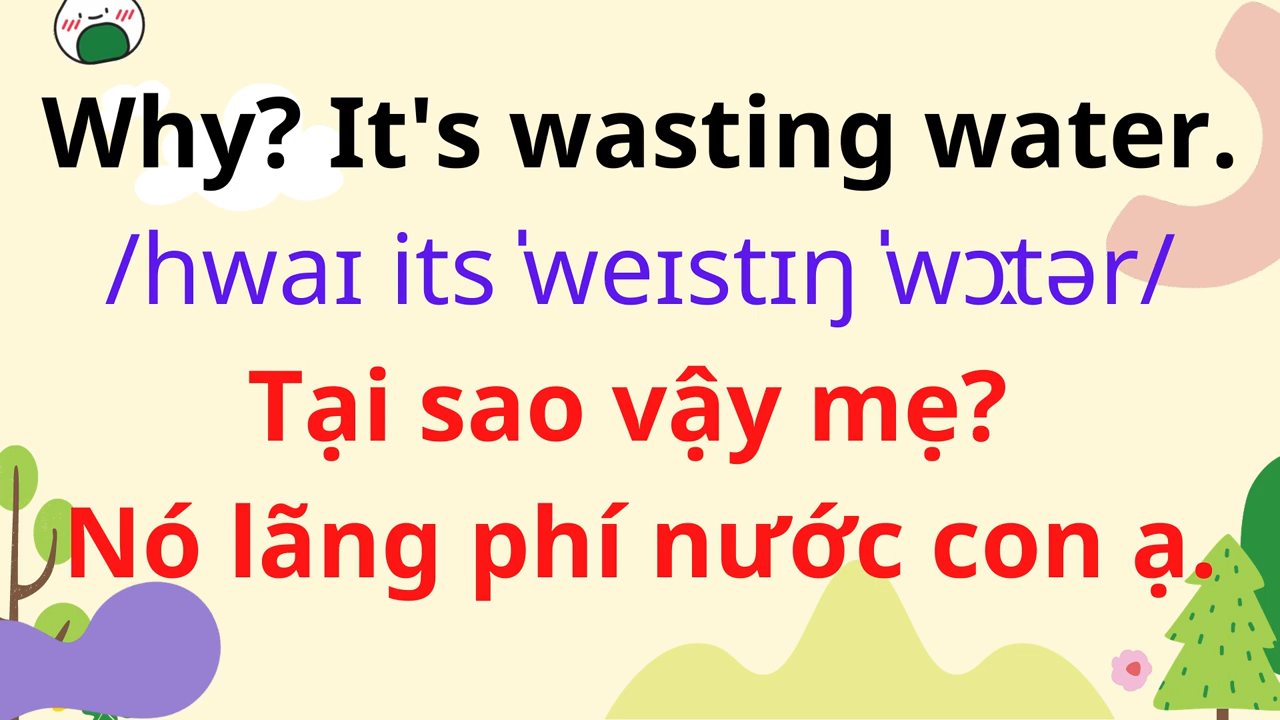 Why? It's wasting water.
/hwaɪ its ˈweɪstɪŋ ˈwɔːtər/
Tại sao vậy mẹ?
Nó lãng phí nước con ạ.